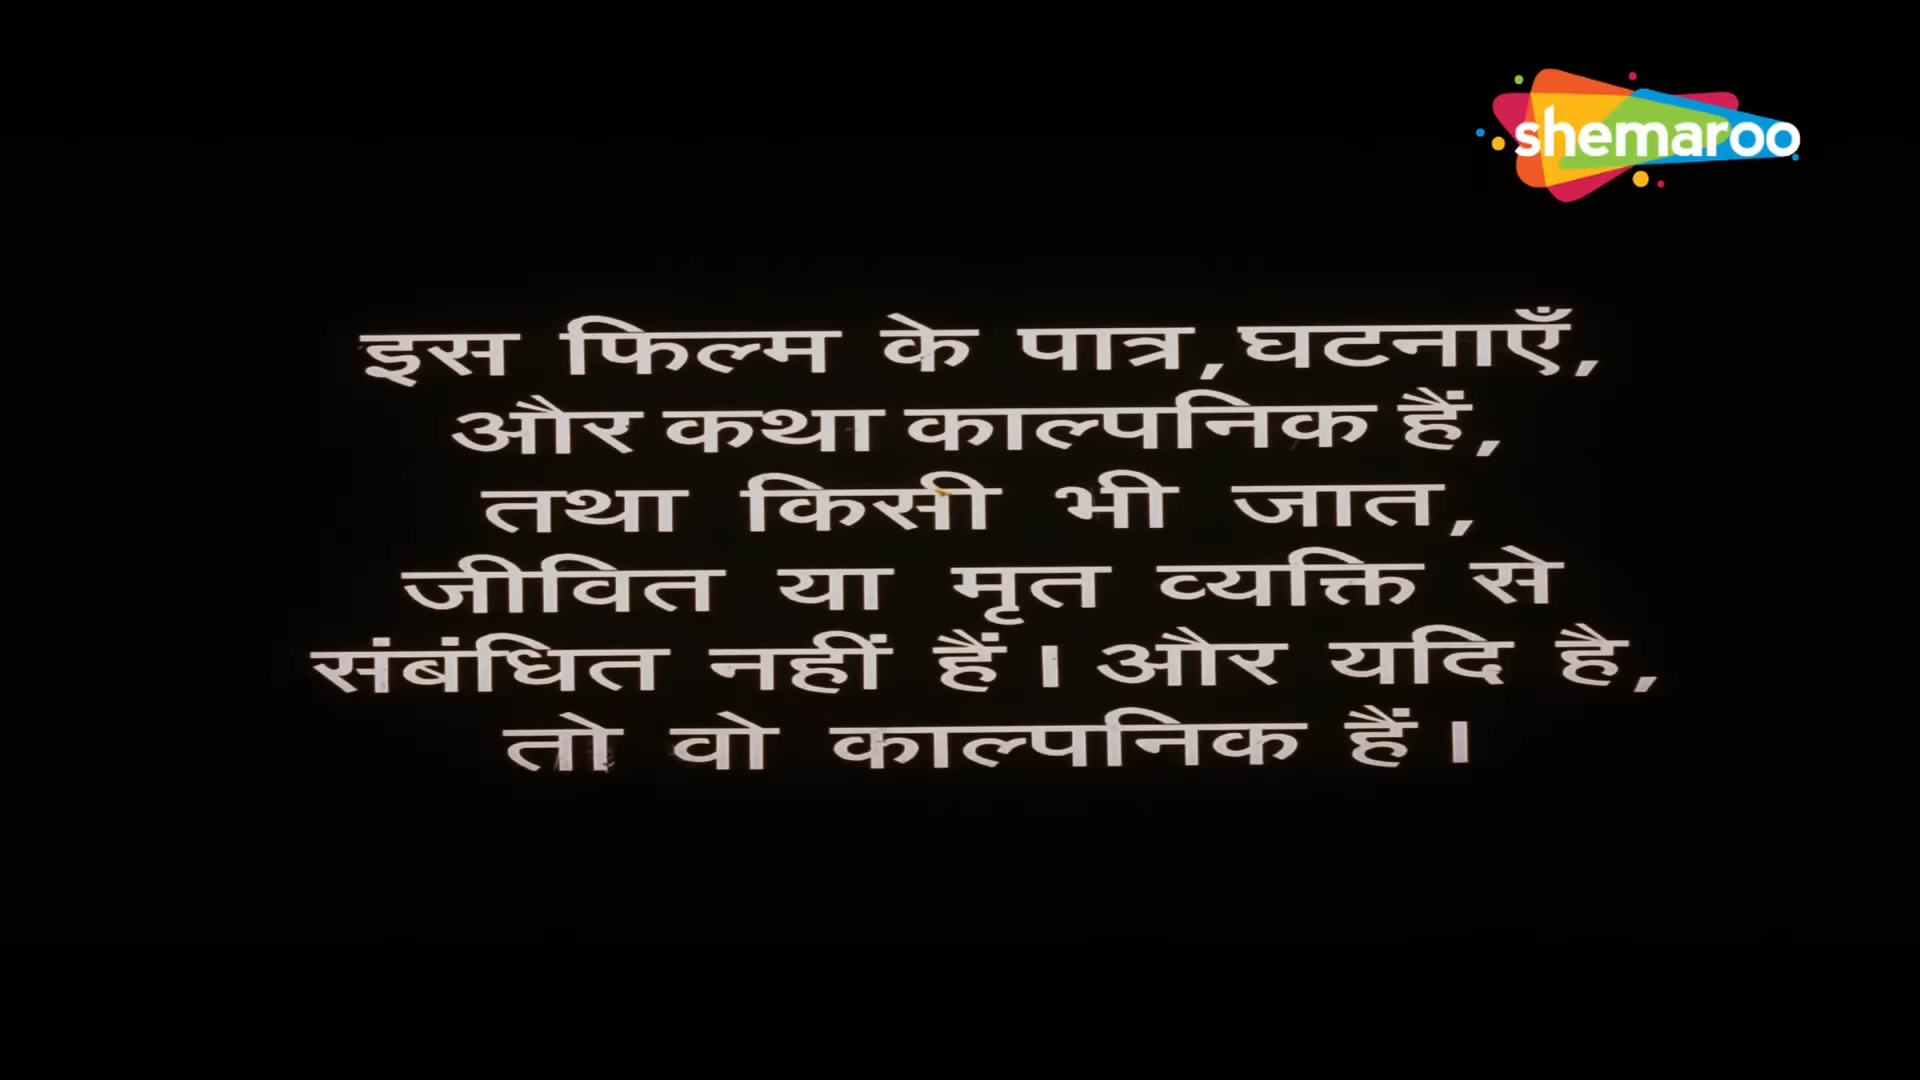 shemaroo
इस फिल्म के पात्र,घटनाएँ,
और कथा काल्पनिक हैं,
तथा किसी भी जात,
जीवित या मृत व्यक्ति से
संबंधित नहीं हैं। और यदि है,
तो वो काल्पनिक हैं।